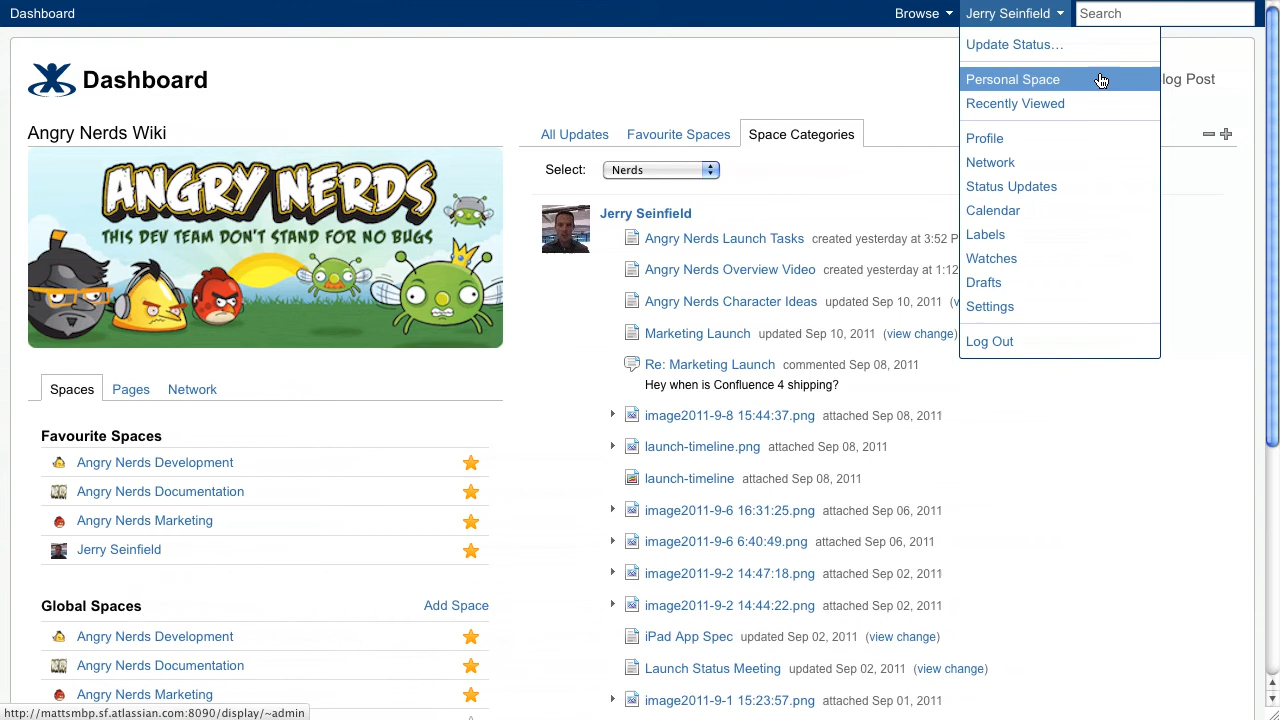 Dashboard
Browse
Jerry Seinfield
Search
Update Status…
Personal Space
Recently Viewed
Profile
Network
Status Updates
Calendar
Labels
Watches
Drafts
Settings
Log Out
Dashboard
log Post
Angry Nerds Wiki
ANGRY NERDS
THIS DEV TEAM DON'T STAND FOR NO BUGS
Spaces Pages Network
Favourite Spaces
Angry Nerds Development
Angry Nerds Documentation
Angry Nerds Marketing
Jerry Seinfield
Global Spaces Add Space
Angry Nerds Development
Angry Nerds Documentation
Angry Nerds Marketing
All Updates Favourite Spaces Space Categories
Select: Nerds
Jerry Seinfield
Angry Nerds Launch Tasks created yesterday at 3:52 P
Angry Nerds Overview Video created yesterday at 1:12
Angry Nerds Character Ideas updated Sep 10, 2011 (v
Marketing Launch updated Sep 10, 2011 (view change)
Re: Marketing Launch commented Sep 08, 2011
Hey when is Confluence 4 shipping?
image2011-9-8 15:44:37.png attached Sep 08, 2011
launch-timeline.png attached Sep 08, 2011
launch-timeline attached Sep 08, 2011
image2011-9-6 16:31:25.png attached Sep 06, 2011
image2011-9-6 6:40:49.png attached Sep 06, 2011
image2011-9-2 14:47:18.png attached Sep 02, 2011
image2011-9-2 14:44:22.png attached Sep 02, 2011
iPad App Spec updated Sep 02, 2011 (view change)
Launch Status Meeting updated Sep 02, 2011 (view change)
image2011-9-1 15:23:57.png attached Sep 01, 2011
http://mattsmbp.sf.atlassian.com:8090/display/~admin